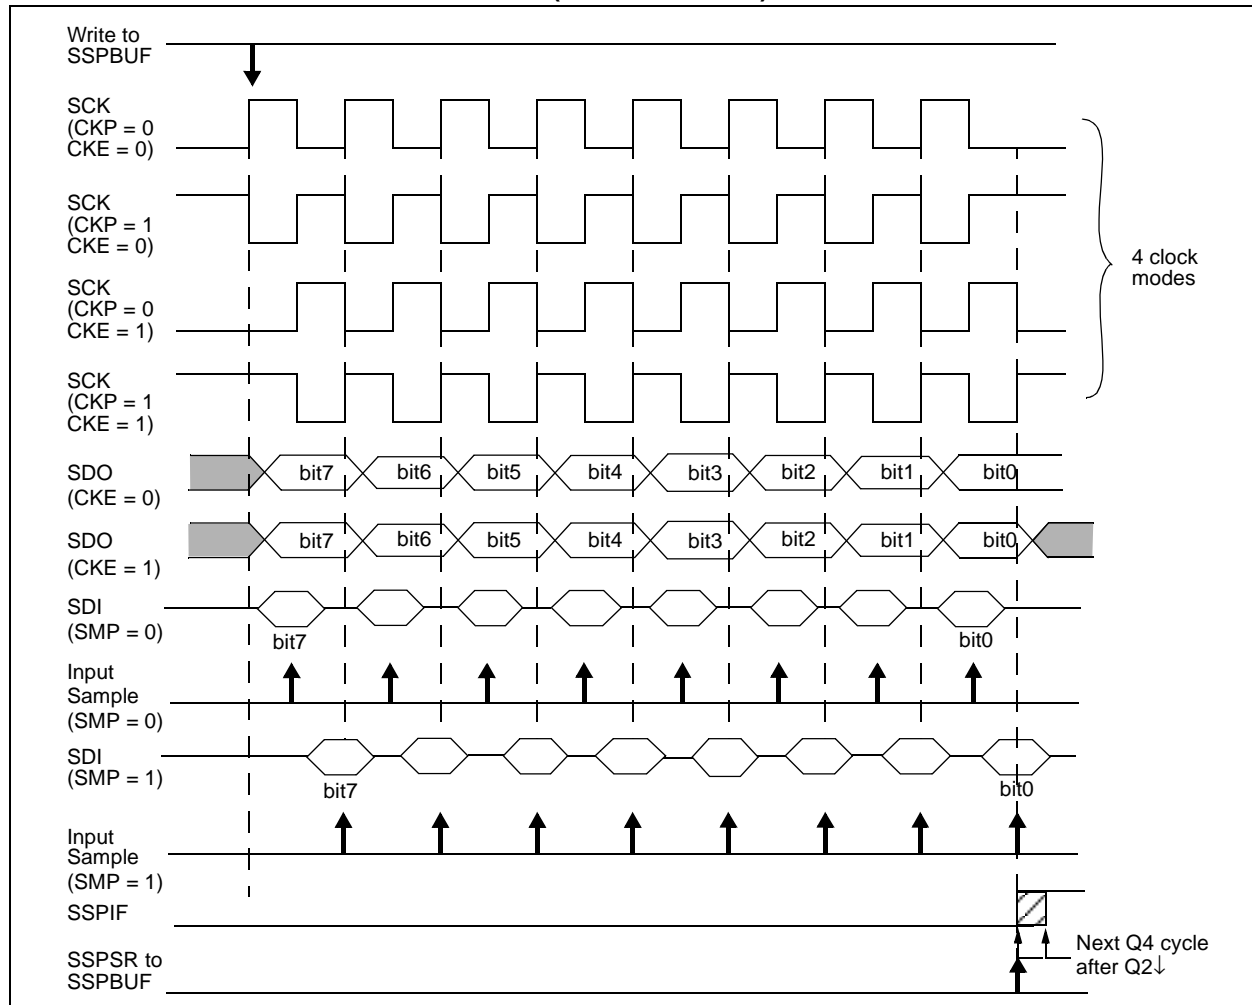 Write to
SSPBUF
SCK
(CKP = 0
CKE = 0)
SCK
(CKP = 1
CKE = 0)
SCK
(CKP = 0
CKE = 1)
SCK
(CKP = 1
CKE = 1)
4 clock
modes
SDO
(CKE = 0)
bit7 bit6 bit5 bit4 bit3 bit2 bit1 bit0
SDO
(CKE = 1)
bit7 bit6 bit5 bit4 bit3 bit2 bit1 bit0
SDI
(SMP = 0)
bit7 bit0
Input
Sample
(SMP = 0)
SDI
(SMP = 1)
bit7 bit0
Input
Sample
(SMP = 1)
SSPIF
SSPSR to
SSPBUF
Next Q4 cycle
after Q2↓